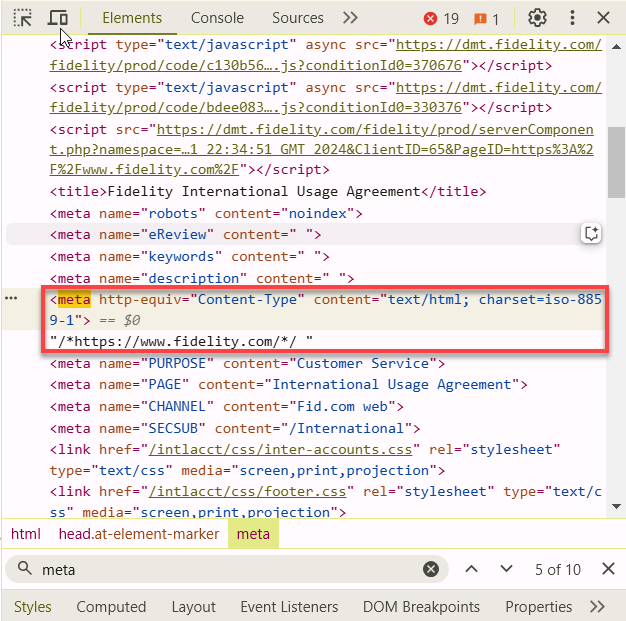 Elements Console Sources 19 1
<script type="text/javascript" async src="https://dmt.fidelity.com/
fidelity/prod/code/c130b56….js?conditionId0=370676"></script>
<script type="text/javascript" async src="https://dmt.fidelity.com/
fidelity/prod/code/bdee083….js?conditionId0=330376"></script>
<script src="https://dmt.fidelity.com/fidelity/prod/serverComponen
t.php?namespace=…1 22:34:51 GMT 2024&ClientID=65&PageID=https%3A%2
F%2Fwww.fidelity.com%2F"></script>
<title>Fidelity International Usage Agreement</title>
<meta name="robots" content="noindex">
<meta name="eReview" content=" ">
<meta name="keywords" content=" ">
<meta name="description" content=" ">
<meta http-equiv="Content-Type" content="text/html; charset=iso-885
9-1"> == $0
"/*https://www.fidelity.com/*/ "
<meta name="PURPOSE" content="Customer Service">
<meta name="PAGE" content="International Usage Agreement">
<meta name="CHANNEL" content="Fid.com web">
<meta name="SECSUB" content="/International">
<link href="/intlacct/css/inter-accounts.css" rel="stylesheet"
type="text/css" media="screen,print,projection">
<link href="/intlacct/css/footer.css" rel="stylesheet" type="text/c
ss" media="screen,print,projection">
html head.at-element-marker meta
meta 5 of 10
Styles Computed Layout Event Listeners DOM Breakpoints Properties